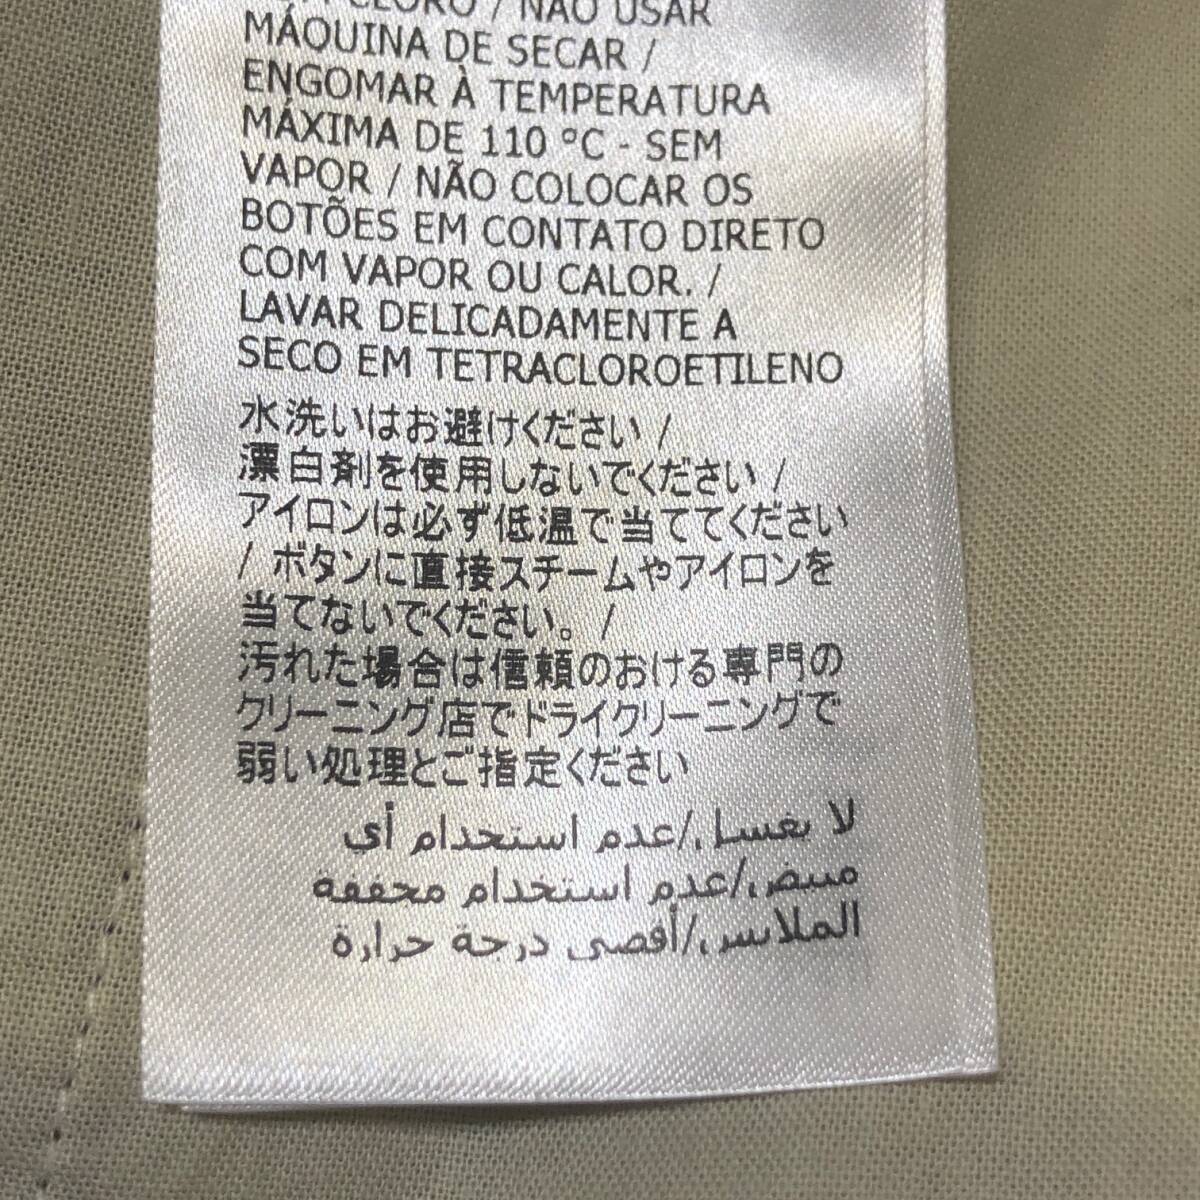 CLORO / NÃO USAR
MÁQUINA DE SECAR /
ENGOMAR À TEMPERATURA
MÁXIMA DE 110 ºC - SEM
VAPOR / NÃO COLOCAR OS
BOTÕES EM CONTATO DIRETO
COM VAPOR OU CALOR. /
LAVAR DELICADAMENTE A
SECO EM TETRACLOROETILENO
水洗いはお避けください /
漂白剤を使用しないでください /
アイロンは必ず低温で当ててください
/ ボタンに直接スチームやアイロンを
当てないでください。 /
汚れた場合は信頼のおける専門の
クリーニング店でドライクリーニングで
弱い処理とご指定ください
لا يغسل/عدم استخدام أي
مبيض/عدم استخدام مجففه
الملابس/أقصى درجة حرارة